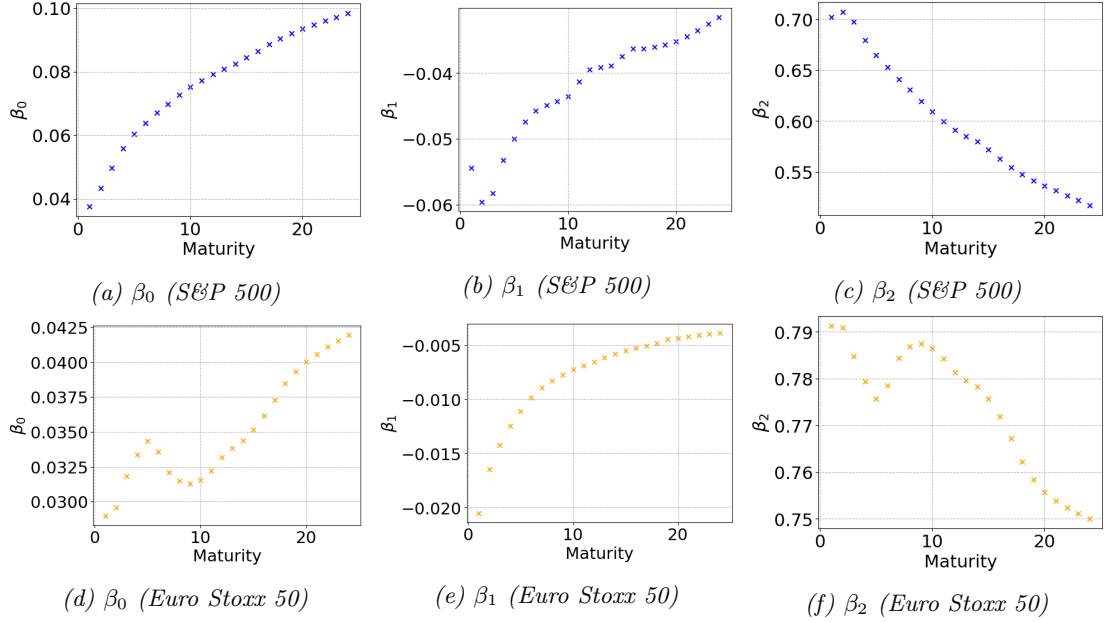 0.10
0.08
0.06
0.04
β0
0 10 20
Maturity
(a) β0 (S&P 500)
−0.04
−0.05
−0.06
β1
0 10 20
Maturity
(b) β1 (S&P 500)
0.70
0.65
0.60
0.55
β2
0 10 20
Maturity
(c) β2 (S&P 500)
0.0425
0.0400
0.0375
0.0350
0.0325
0.0300
β0
0 10 20
Maturity
(d) β0 (Euro Stoxx 50)
−0.005
−0.010
−0.015
−0.020
β1
0 10 20
Maturity
(e) β1 (Euro Stoxx 50)
0.79
0.78
0.77
0.76
0.75
β2
0 10 20
Maturity
(f) β2 (Euro Stoxx 50)